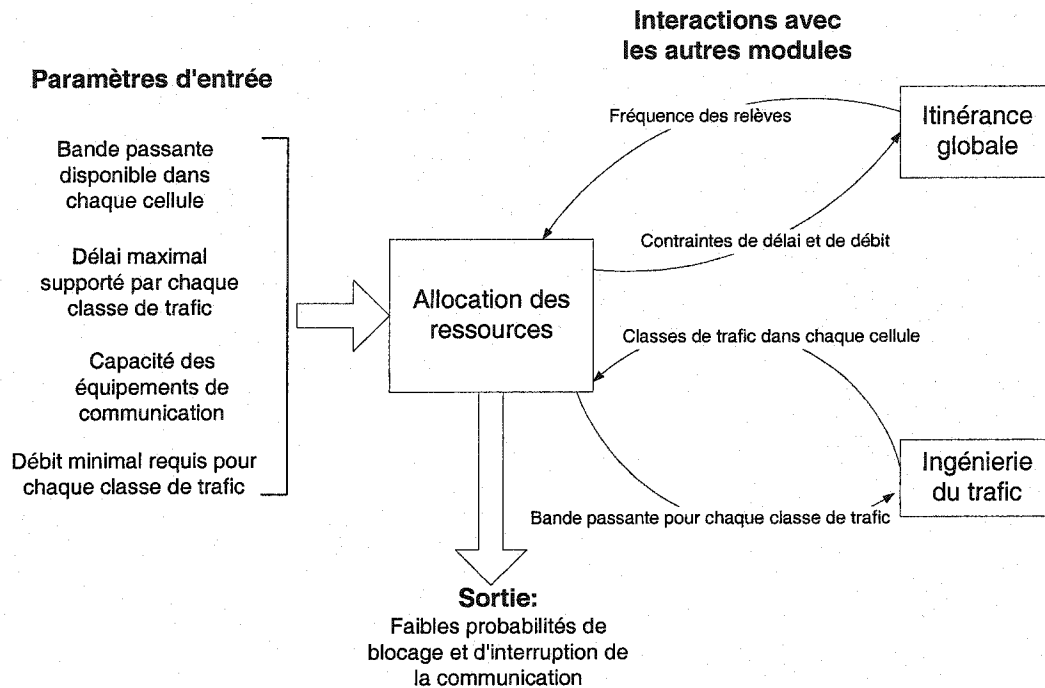 Interactions avec
les autres modules
Paramètres d'entrée
Bande passante
disponible dans
chaque cellule
Délai maximal
supporté par chaque
classe de trafic
Capacité des
équipements de
communication
Débit minimal requis pour
chaque classe de trafic
Allocation des
ressources
Fréquence des relèves
Itinérance
globale
Contraintes de délai et de débit
Classes de trafic dans chaque cellule
Ingénierie
du trafic
Bande passante pour chaque classe de trafic
Sortie:
Faibles probabilités de
blocage et d'interruption de
la communication